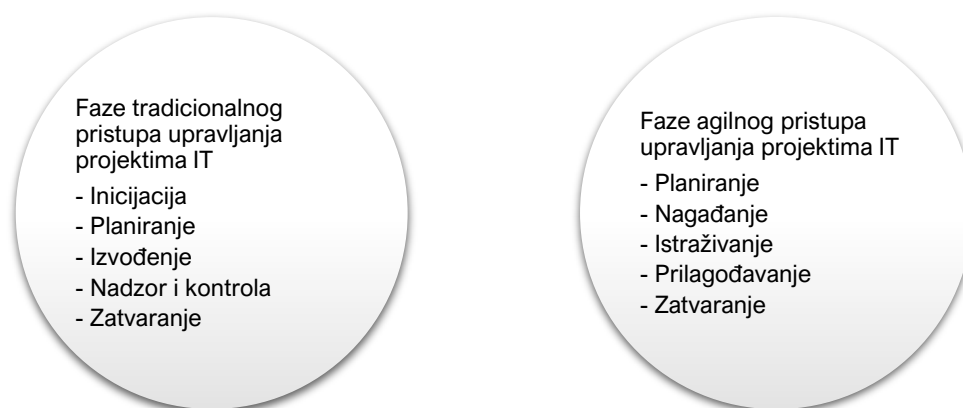 Faze tradicionalnog
pristupa upravljanja
projektima IT
- Inicijacija
- Planiranje
- Izvođenje
- Nadzor i kontrola
- Zatvaranje
Faze agilnog pristupa
upravljanja projektima IT
- Planiranje
- Nagađanje
- Istraživanje
- Prilagođavanje
- Zatvaranje